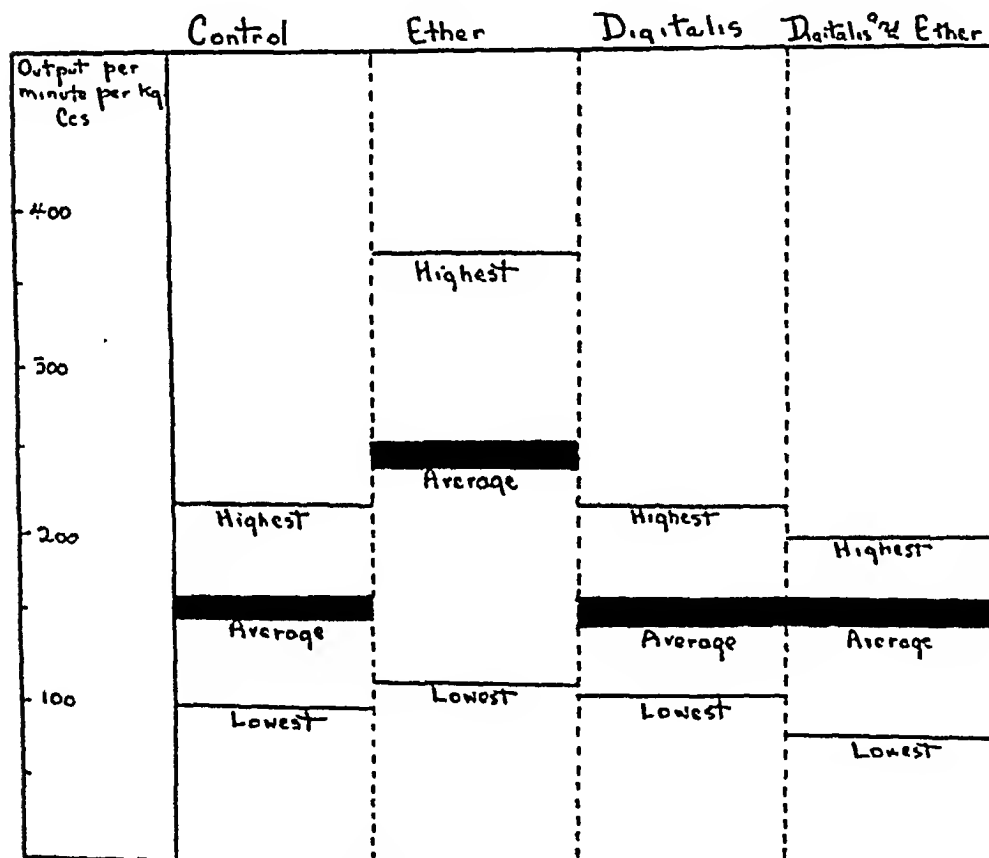 Control
Ether
Digitalis
Digitalis Ether
Output per
minute per kg.
Ccs
400
300
200
100
Highest
Average
Lowest
Highest
Average
Lowest
Highest
Average
Lowest
Highest
Average
Lowest